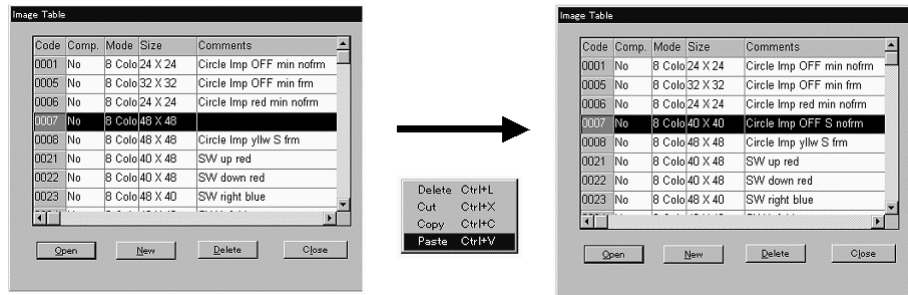 Image Table
Code Comp. Mode Size Comments
0001 No 8 Colo 24 X 24 Circle Imp OFF min nofrm
0005 No 8 Colo 32 X 32 Circle Imp OFF min frm
0006 No 8 Colo 24 X 24 Circle Imp red min nofrm
0007 No 8 Colo 48 X 48
0008 No 8 Colo 48 X 48 Circle Imp yllw S frm
0021 No 8 Colo 40 X 48 SW up red
0022 No 8 Colo 40 X 48 SW down red
0023 No 8 Colo 48 X 40 SW right blue
Open New Delete Close
Delete Ctrl+L
Cut Ctrl+X
Copy Ctrl+C
Paste Ctrl+V
Image Table
Code Comp. Mode Size Comments
0001 No 8 Colo 24 X 24 Circle Imp OFF min nofrm
0005 No 8 Colo 32 X 32 Circle Imp OFF min frm
0006 No 8 Colo 24 X 24 Circle Imp red min nofrm
0007 No 8 Colo 40 X 40 Circle Imp OFF S nofrm
0008 No 8 Colo 48 X 48 Circle Imp yllw S frm
0021 No 8 Colo 40 X 48 SW up red
0022 No 8 Colo 40 X 48 SW down red
0023 No 8 Colo 48 X 40 SW right blue
Open New Delete Close